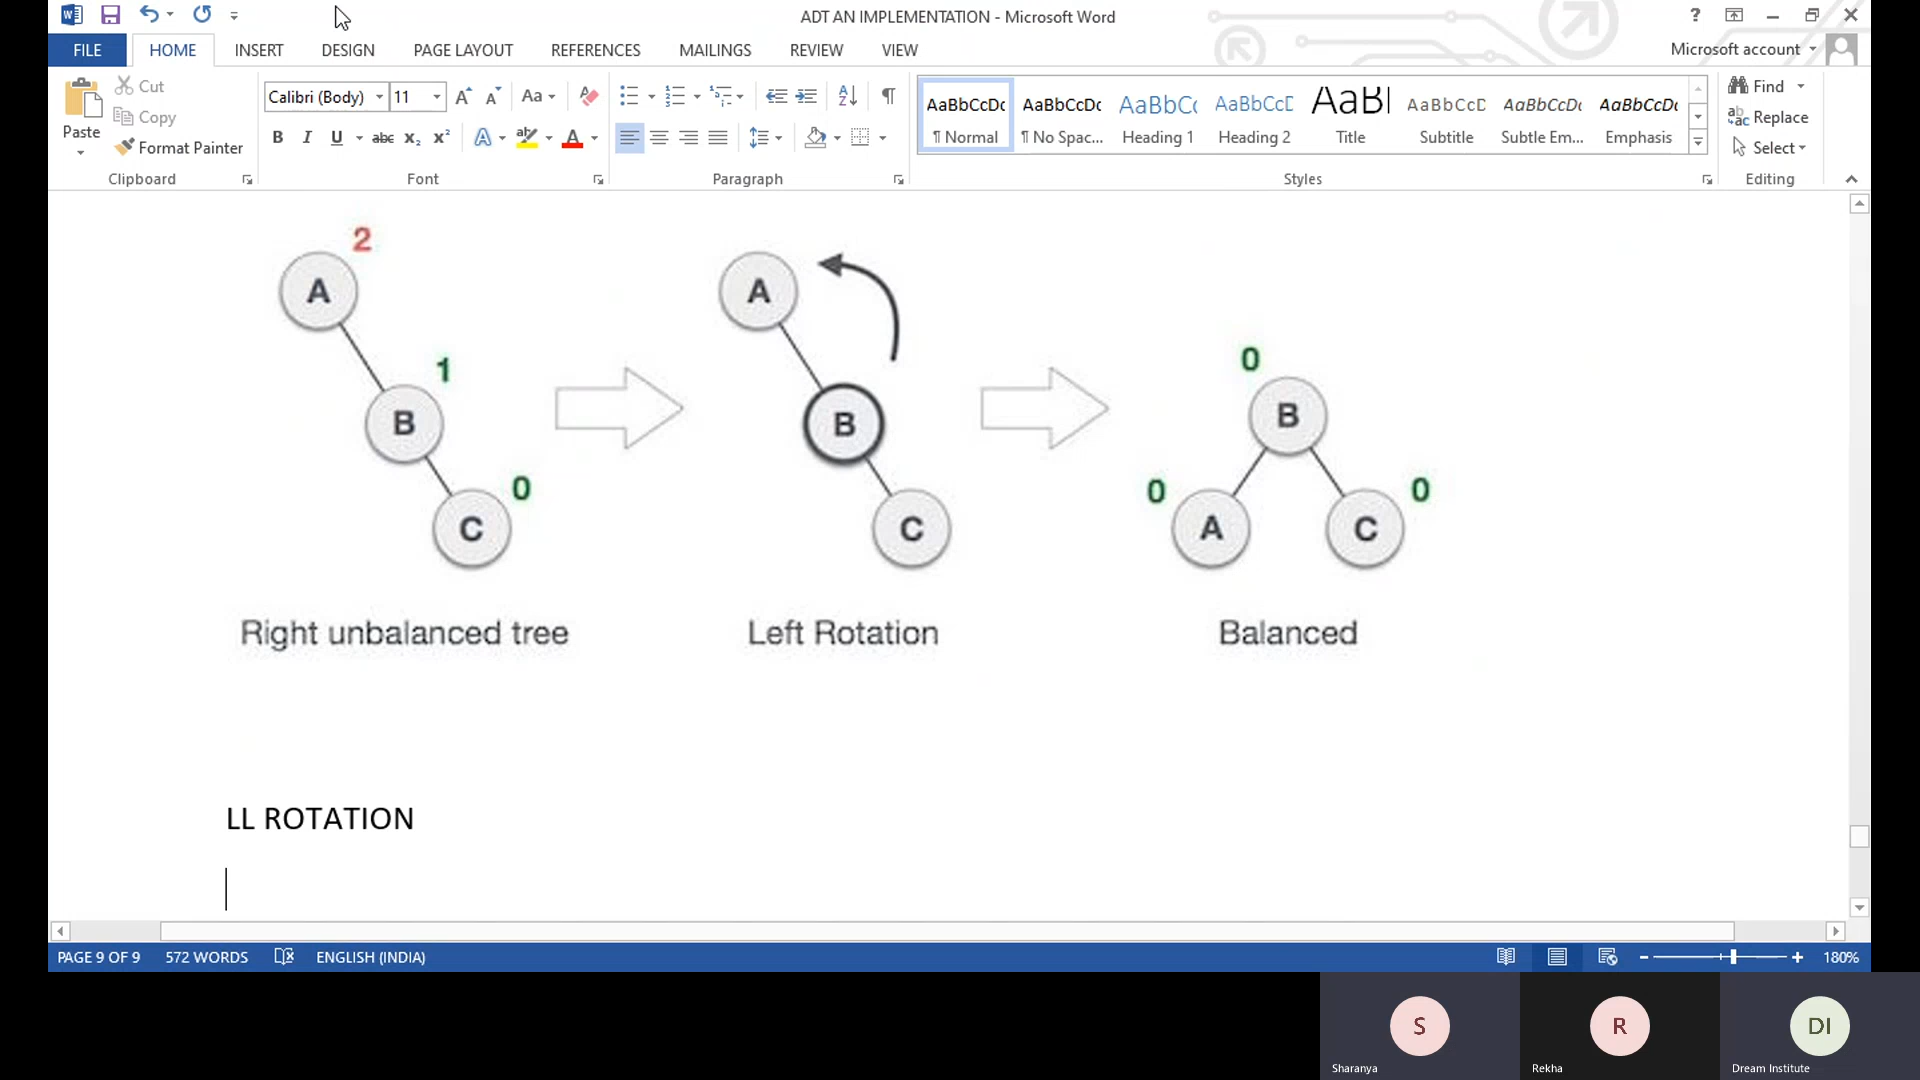 ADT AN IMPLEMENTATION - Microsoft Word
?
FILE HOME INSERT DESIGN PAGE LAYOUT REFERENCES MAILINGS REVIEW VIEW Microsoft account
Paste
Cut
Copy
Format Painter
Clipboard
Calibri (Body) 11 Aa
B I U abc x₂ x² A A
Font
Paragraph
AaBbCcDc AaBbCcDc AaBbCc AaBbCcE AaBl AaBbCcD AaBbCcDc AaBbCcDc
¶ Normal ¶ No Spac... Heading 1 Heading 2 Title Subtitle Subtle Em... Emphasis
Styles
Find
Replace
Select
Editing
2
A
1
B
0
C
Right unbalanced tree
A
B
C
Left Rotation
0
B
0
A
C
0
Balanced
LL ROTATION
PAGE 9 OF 9 572 WORDS ENGLISH (INDIA) 180%
S R DI
Sharanya Rekha Dream Institute